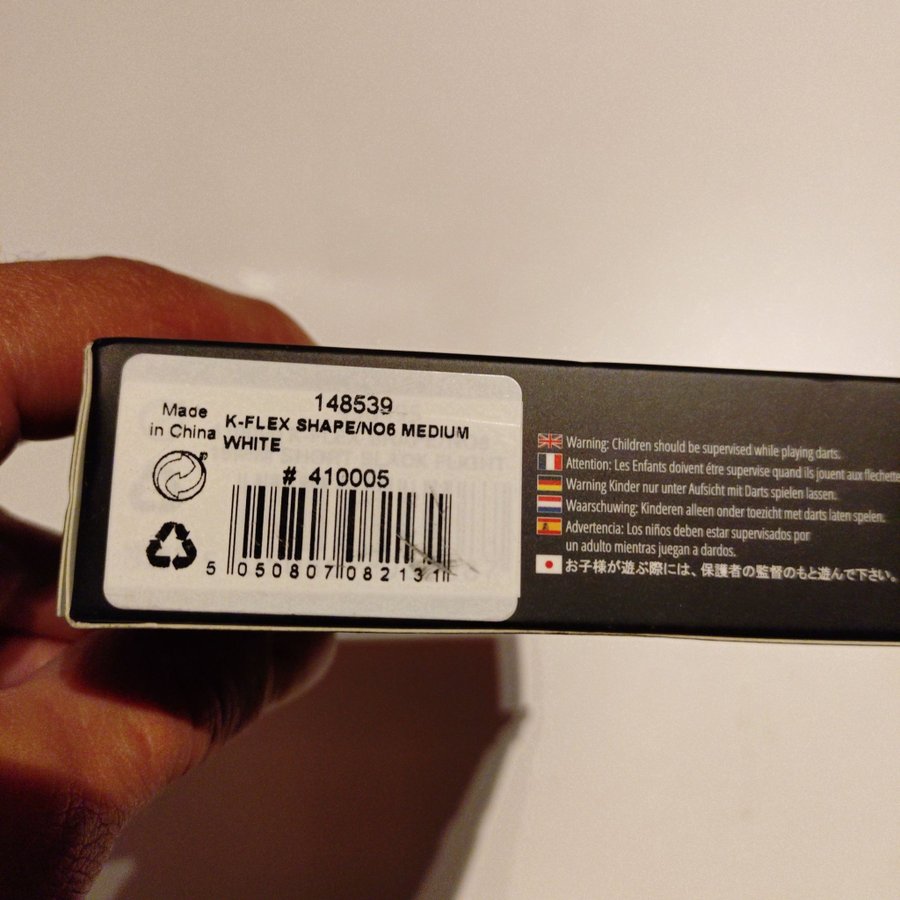 148539
Made
in China
K-FLEX SHAPE/NO6 MEDIUM
WHITE
# 410005
5 050807 082131
Warning: Children should be supervised while playing darts.
Attention: Les Enfants doivent étre supervise quand ils jouent aux flechette
Warning Kinder nur unter Aufsicht mit Darts spielen lassen.
Waarschuwing: Kinderen alleen onder toezicht met darts laten spelen.
Advertencia: Los niños deben estar supervisados por
un adulto mientras juegan a dardos.
お子様が遊ぶ際には、保護者の監督のもと遊んで下さい。